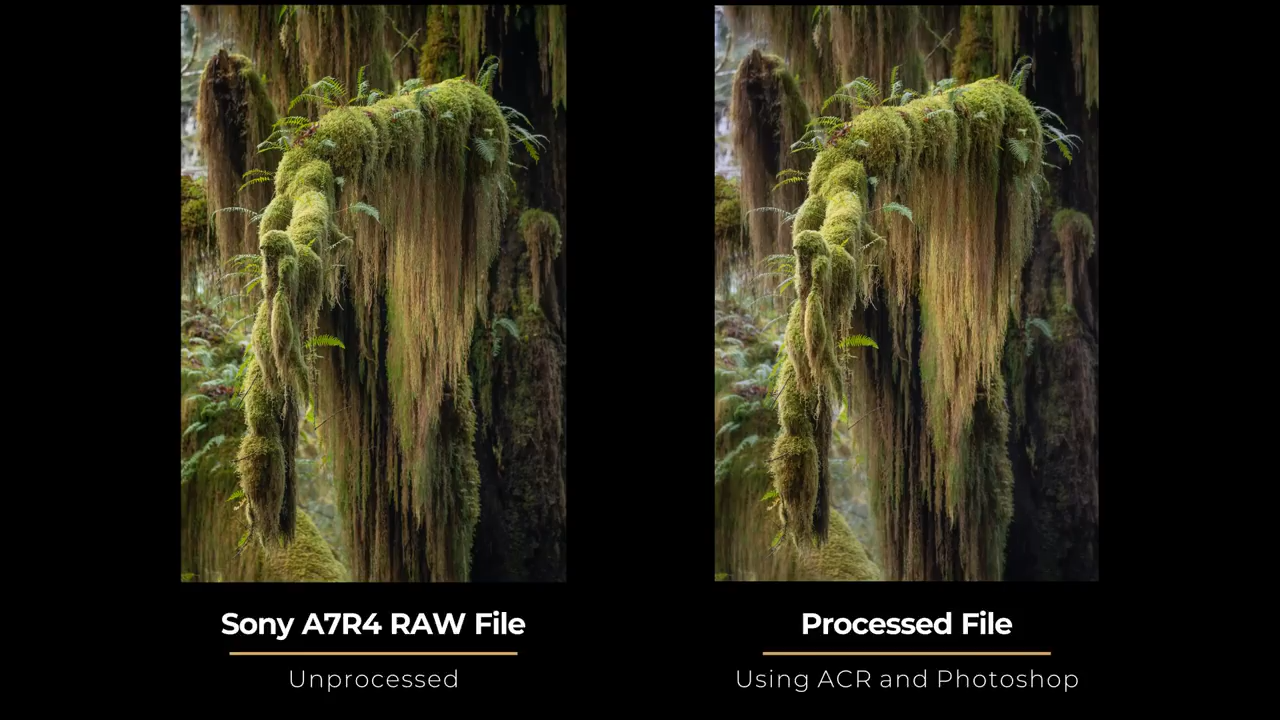 Sony A7R4 RAW File
Unprocessed
Processed File
Using ACR and Photoshop